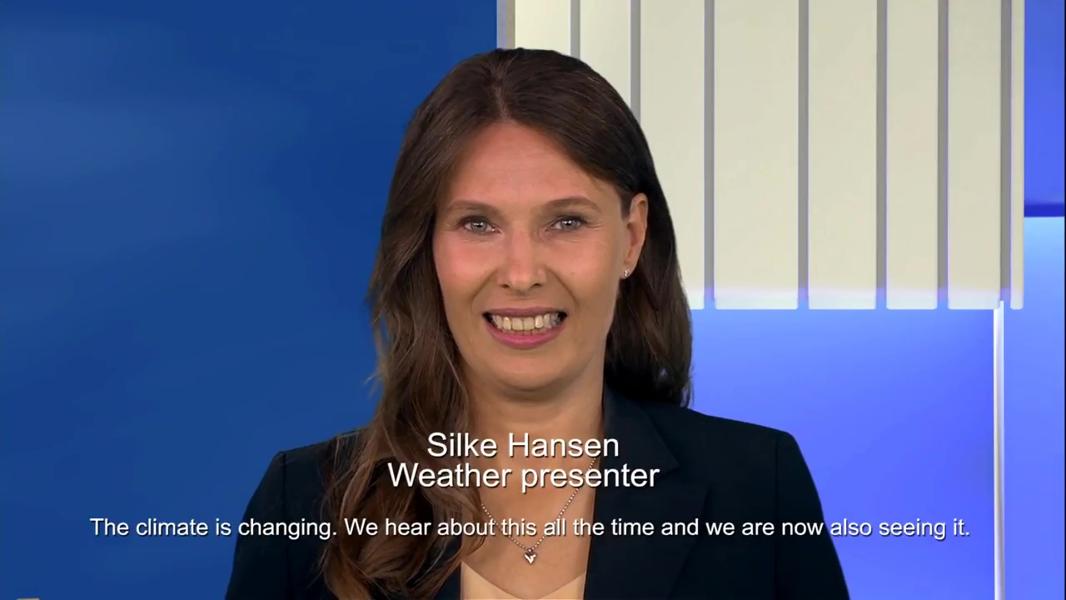 Silke Hansen
Weather presenter
The climate is changing. We hear about this all the time and we are now also seeing it.